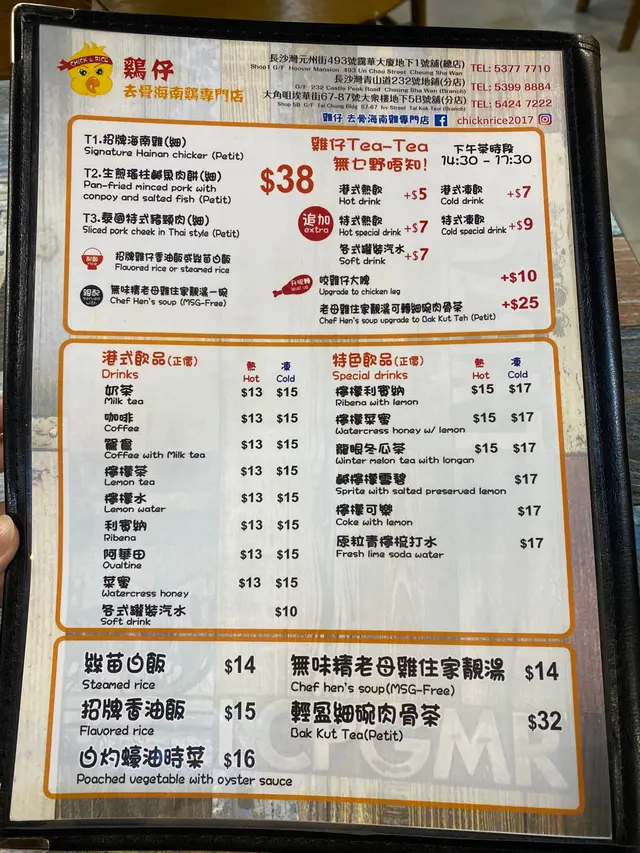 CHICK n RICE
鷄仔
去骨海南鷄專門店
長沙灣元州街493號靄華大廈地下1號舖(總店)
Shop1 G/F Hoover Mansion, 493 Un Chau Street, Cheung Sha Wan
TEL: 5377 7710
長沙灣青山道232號地舖(分店)
G/F 232 Castle Peak Road Cheung Sha Wan (Branch)
TEL: 5399 8884
大角咀埃華街67-87號大衆樓地下5B號舖(分店)
Shop 5B G/F Tai Chung Bldg, 67-87 Ivy Street Tai Kok Tsui (Branch)
TEL: 5424 7222
雞仔 去骨海南雞專門店
chicknrice2017
T1.招牌海南雞(細)
Signature Hainan chicken (Petit)
T2.生煎瑤柱鹹魚肉餅(細)
Pan-fried minced pork with
conpoy and salted fish (Petit)
T3.泰國特式豬頸肉(細)
Sliced pork cheek in Thai style (Petit)
$38
招牌雞仔香油飯或絲苗白飯
Flavored rice or steamed rice
無味精老母雞住家靚湯一碗
Chef Hen's soup (MSG-Free)
雞仔Tea-Tea
無乜野唔知!
下午茶時段
14:30 - 17:30
追加
extra
港式熱飲 +$5
Hot drink
港式凍飲 +$7
Cold drink
特式熱飲 +$7
Hot special drink
特式凍飲 +$9
Cold special drink
各式罐裝汽水 +$7
Soft drink
咬雞仔大脾 +$10
Upgrade to chicken leg
老母雞住家靚湯可轉細碗肉骨茶 +$25
Chef Hen's soup upgrade to Bak Kut Teh (Petit)
港式飲品(正價)
Drinks
熱 凍
Hot Cold
奶茶 $13 $15
Milk tea
咖啡 $13 $15
Coffee
鴛鴦 $13 $15
Coffee with Milk tea
檸檬茶 $13 $15
Lemon tea
檸檬水 $13 $15
Lemon water
利賓納 $13 $15
Ribena
阿華田 $13 $15
Ovaltine
菜蜜 $13 $15
Watercress honey
各式罐裝汽水 $10
Soft drink
特色飲品(正價)
Special drinks
熱 凍
Hot Cold
檸檬利賓納 $15 $17
Ribena with lemon
檸檬菜蜜 $15 $17
Watercress honey w/ lemon
龍眼冬瓜茶 $15 $17
Winter melon tea with longan
鹹檸檬雪碧 $17
Sprite with salted preserved lemon
檸檬可樂 $17
Coke with lemon
原粒青檸梳打水 $17
Fresh lime soda water
絲苗白飯 $14
Steamed rice
招牌香油飯 $15
Flavored rice
白灼蠔油時菜 $16
Poached vegetable with oyster sauce
無味精老母雞住家靚湯 $14
Chef hen's soup(MSG-Free)
輕盈細碗肉骨茶 $32
Bak Kut Tea(Petit)